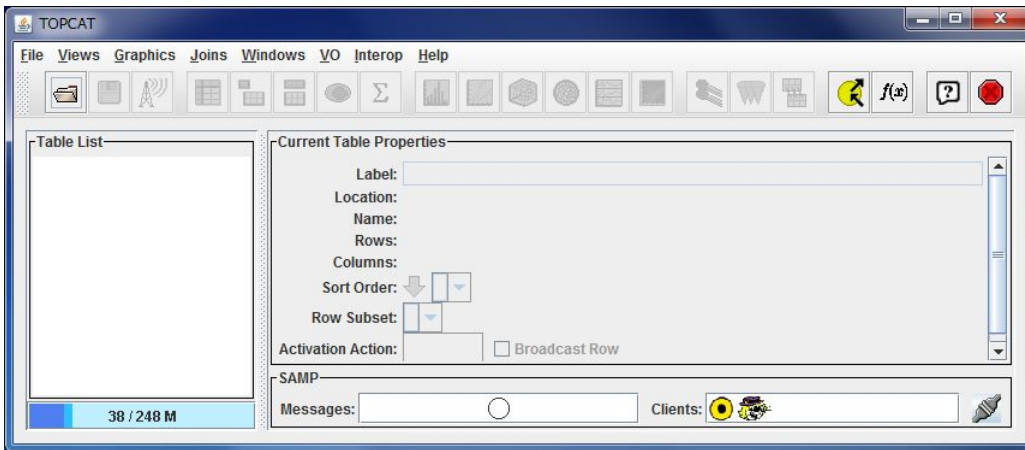 TOPCAT
File Views Graphics Joins Windows VO Interop Help
Σ f(x) ?
Table List
Current Table Properties
Label:
Location:
Name:
Rows:
Columns:
Sort Order:
Row Subset:
Activation Action: Broadcast Row
38 / 248 M
SAMP
Messages: Clients: